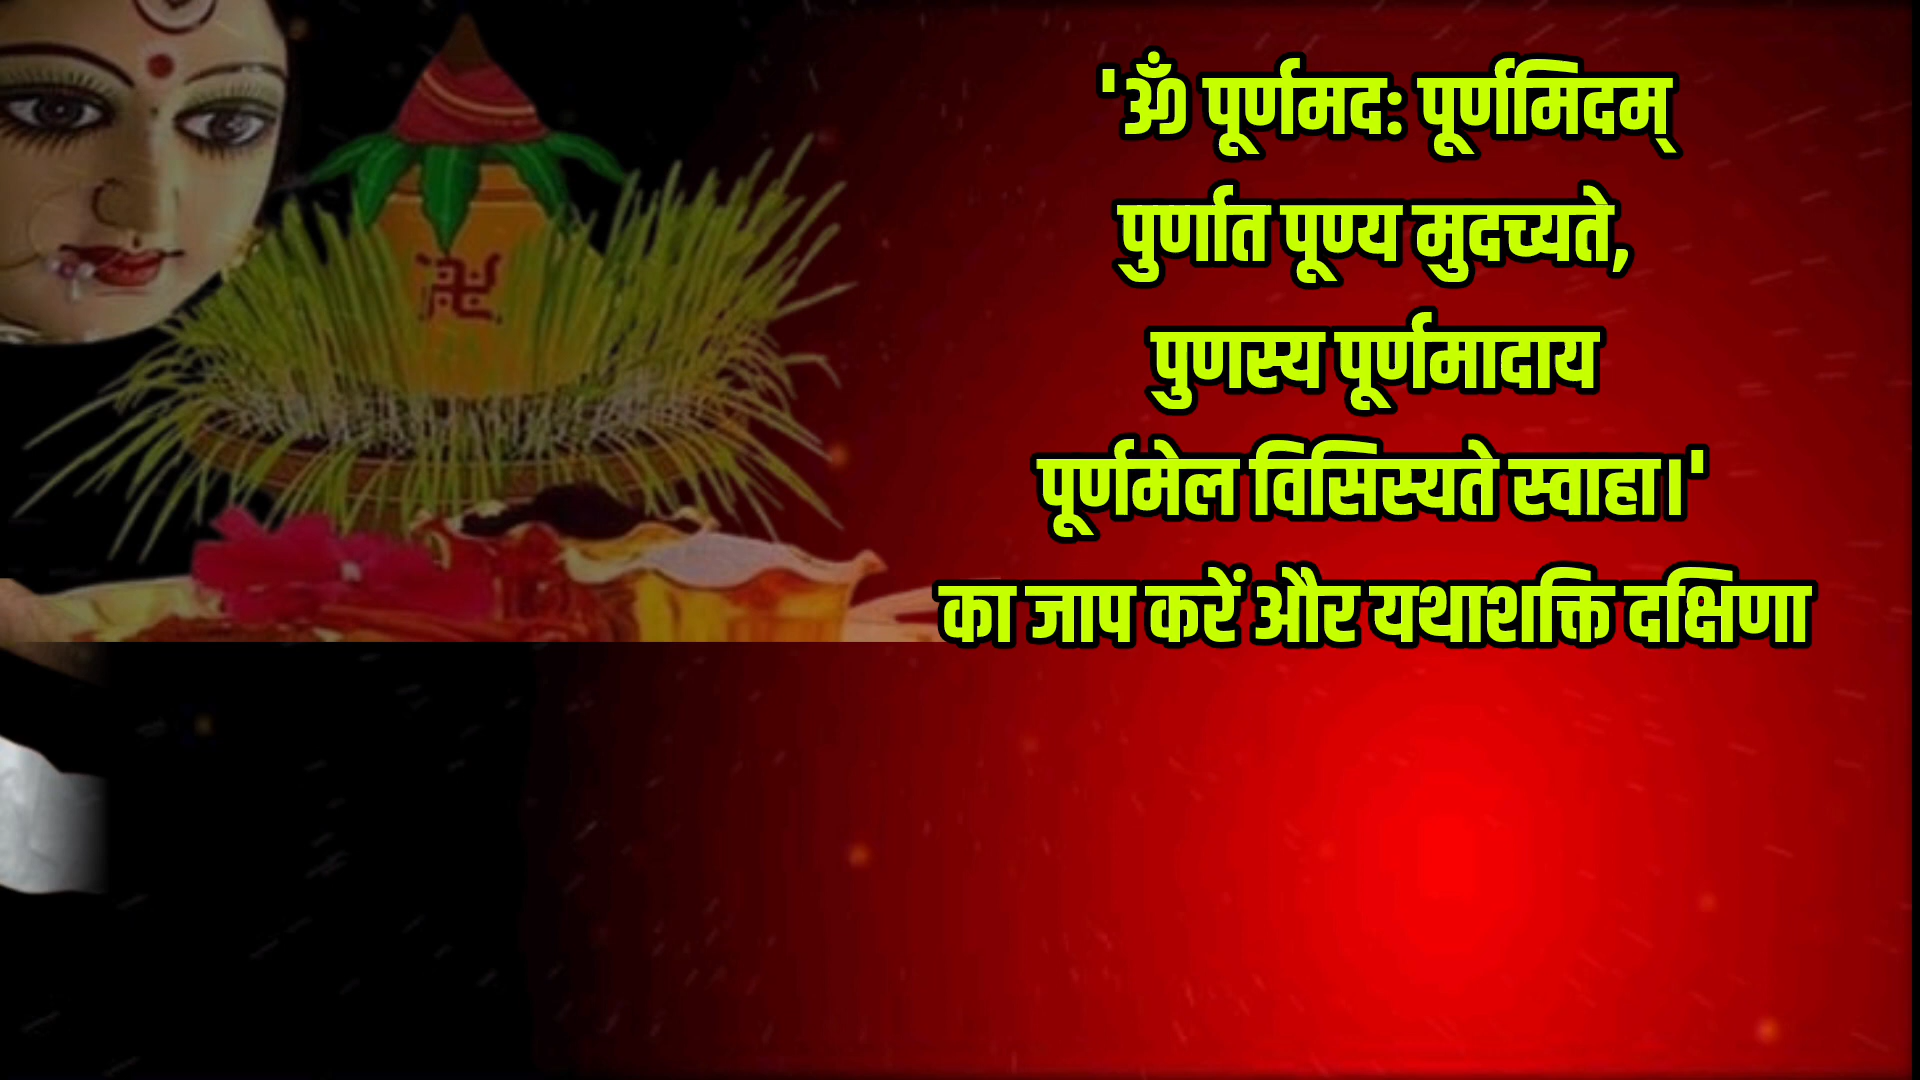 'ॐ पूर्णमदः पूर्णमिदम्
पुर्णात पूण्य मुदच्यते,
पुणस्य पूर्णमादाय
पूर्णमेल विसिस्यते स्वाहा।'
का जाप करें और यथाशक्ति दक्षिणा